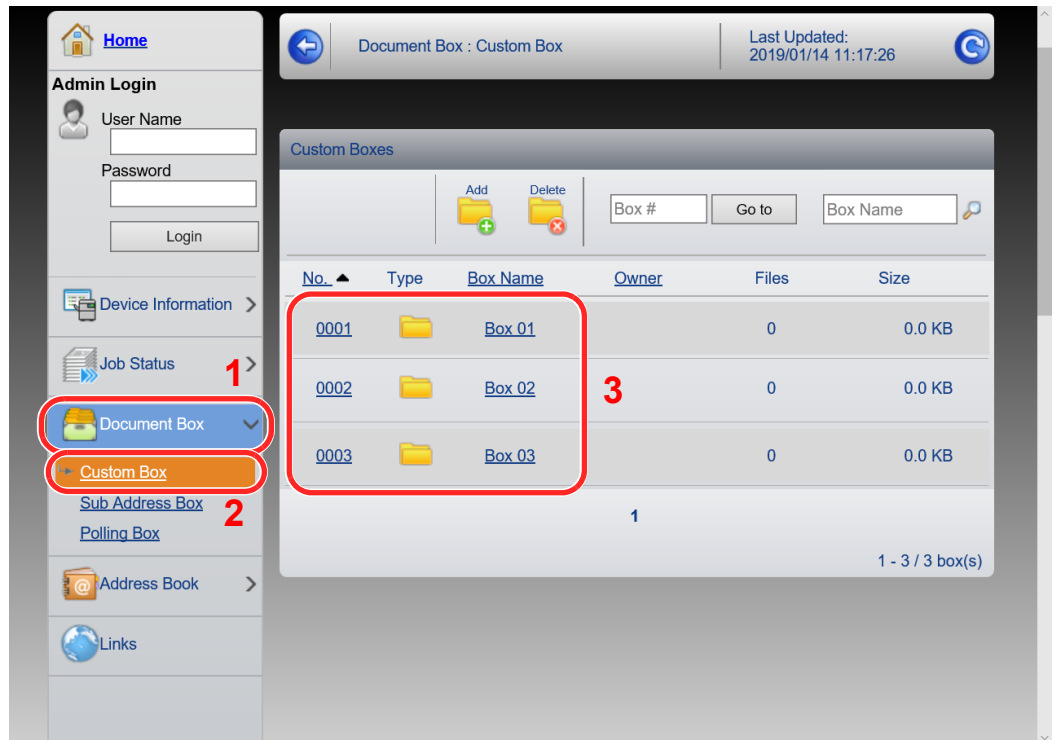 Home
Admin Login
User Name
Password
Login
Device Information
Job Status
1
Document Box
Custom Box
Sub Address Box
2
Polling Box
Address Book
Links
Document Box : Custom Box
Last Updated:
2019/01/14 11:17:26
Custom Boxes
Add Delete
Box # Go to Box Name
No. Type Box Name Owner Files Size
0001 Box 01 0 0.0 KB
0002 Box 02 0 0.0 KB
3
0003 Box 03 0 0.0 KB
1
1 - 3 / 3 box(s)